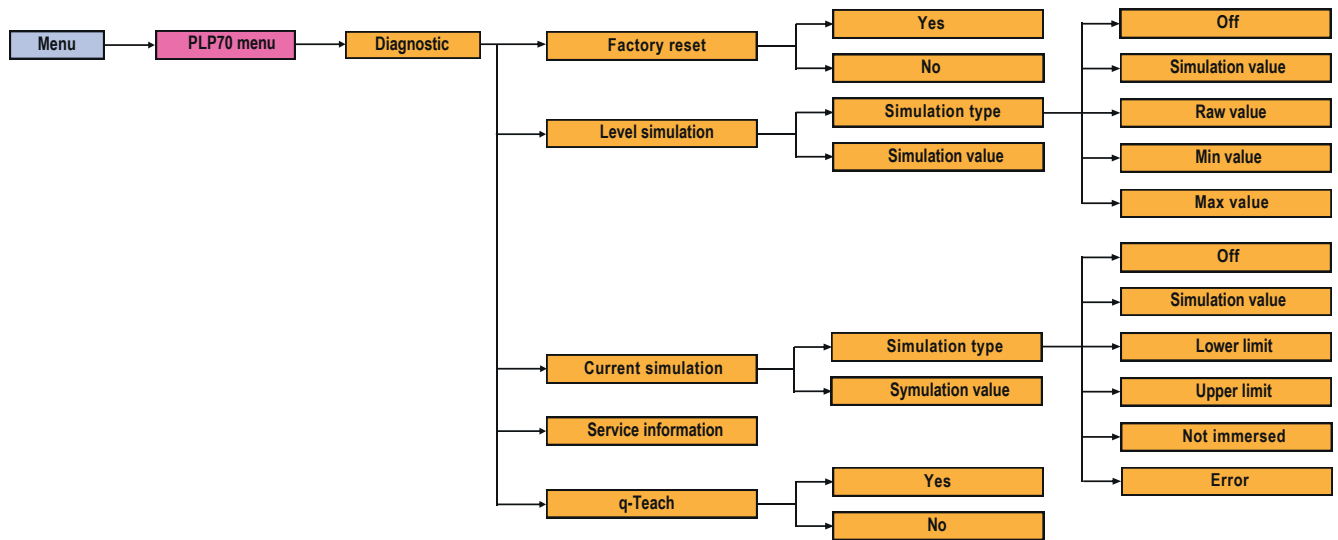 Menu
PLP70 menu
Diagnostic
Factory reset
Yes
No
Level simulation
Simulation type
Off
Simulation value
Raw value
Min value
Max value
Simulation value
Current simulation
Simulation type
Off
Simulation value
Lower limit
Upper limit
Not immersed
Error
Symulation value
Service information
q-Teach
Yes
No